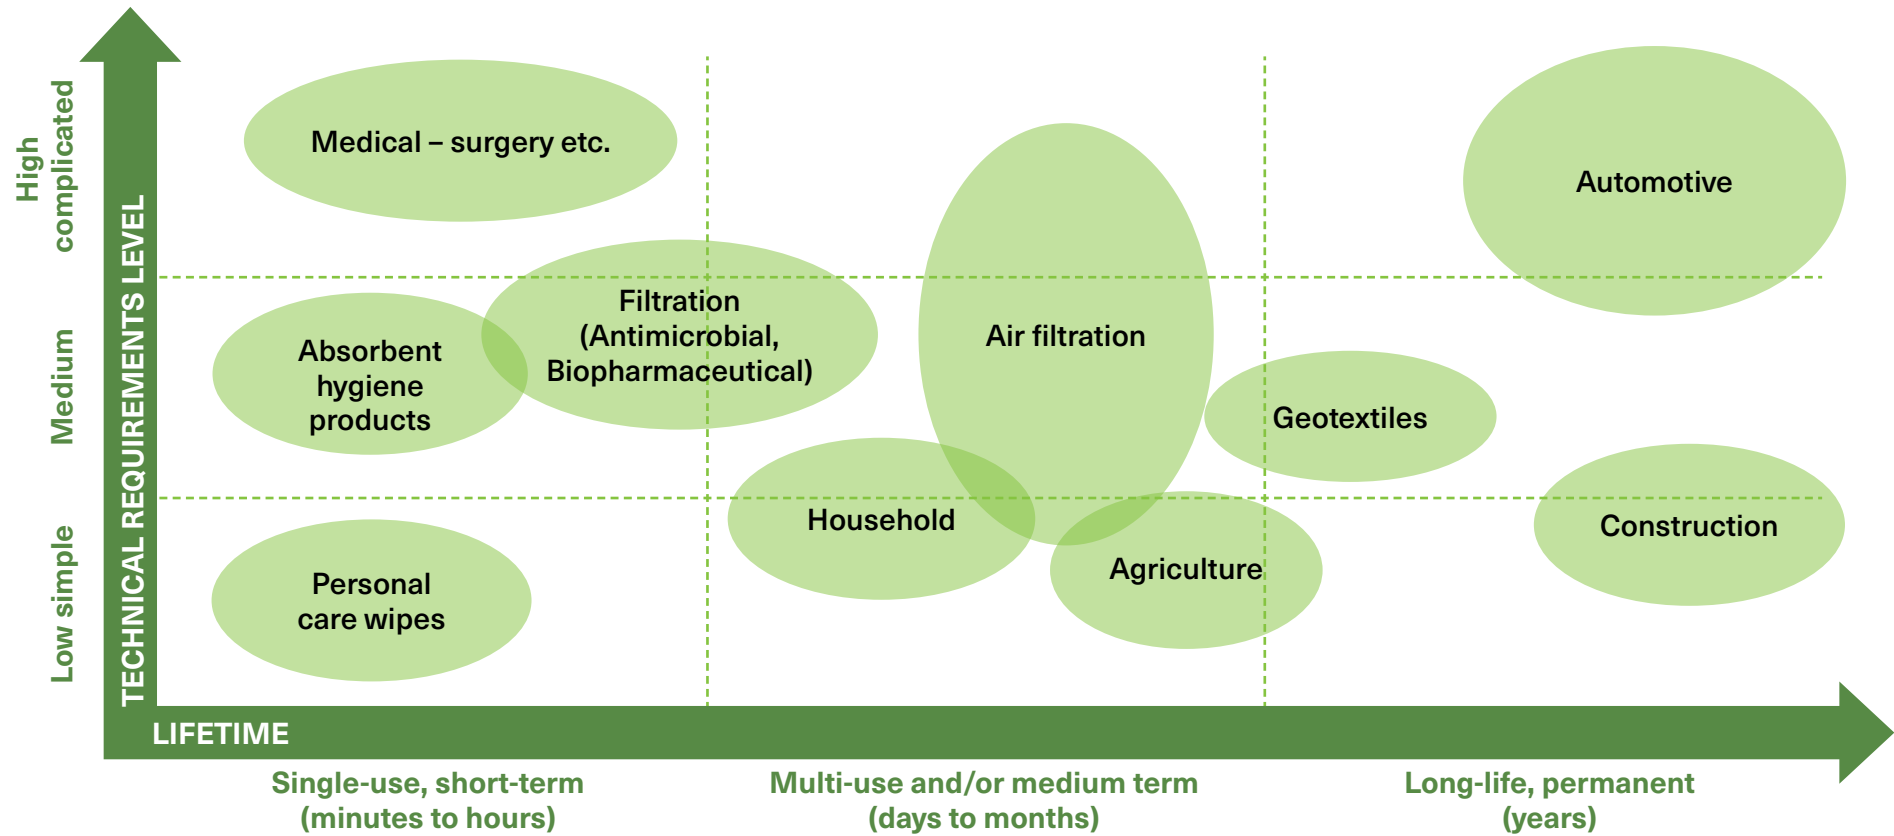 High
complicated
Medium
Low simple
TECHNICAL REQUIREMENTS LEVEL
Medical – surgery etc.
Automotive
Filtration
(Antimicrobial,
Biopharmaceutical)
Air filtration
Absorbent
hygiene
products
Geotextiles
Household
Construction
Agriculture
Personal
care wipes
LIFETIME
Single-use, short-term
(minutes to hours)
Multi-use and/or medium term
(days to months)
Long-life, permanent
(years)